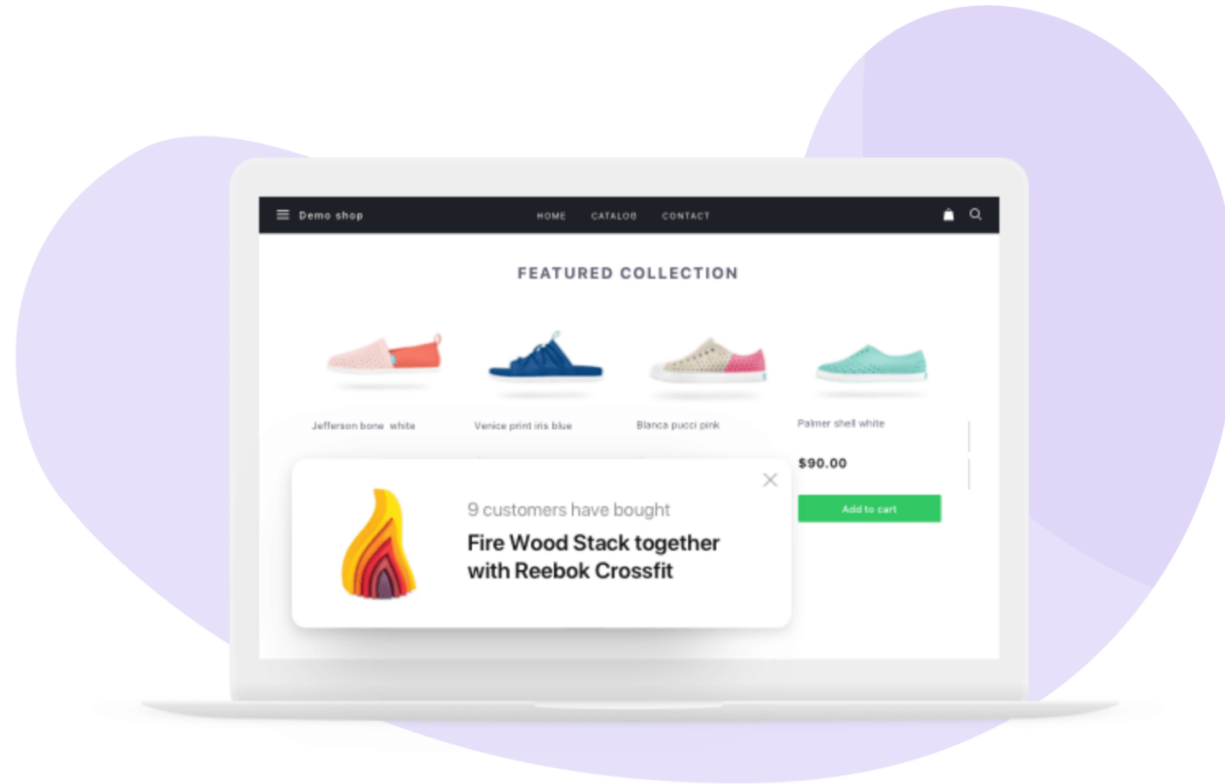 Demo shop
HOME CATALOG CONTACT
FEATURED COLLECTION
Jefferson bone white
Venice print iris blue
Blanca pucci pink
Palmer shell white
$90.00
Add to cart
9 customers have bought
Fire Wood Stack together
with Reebok Crossfit